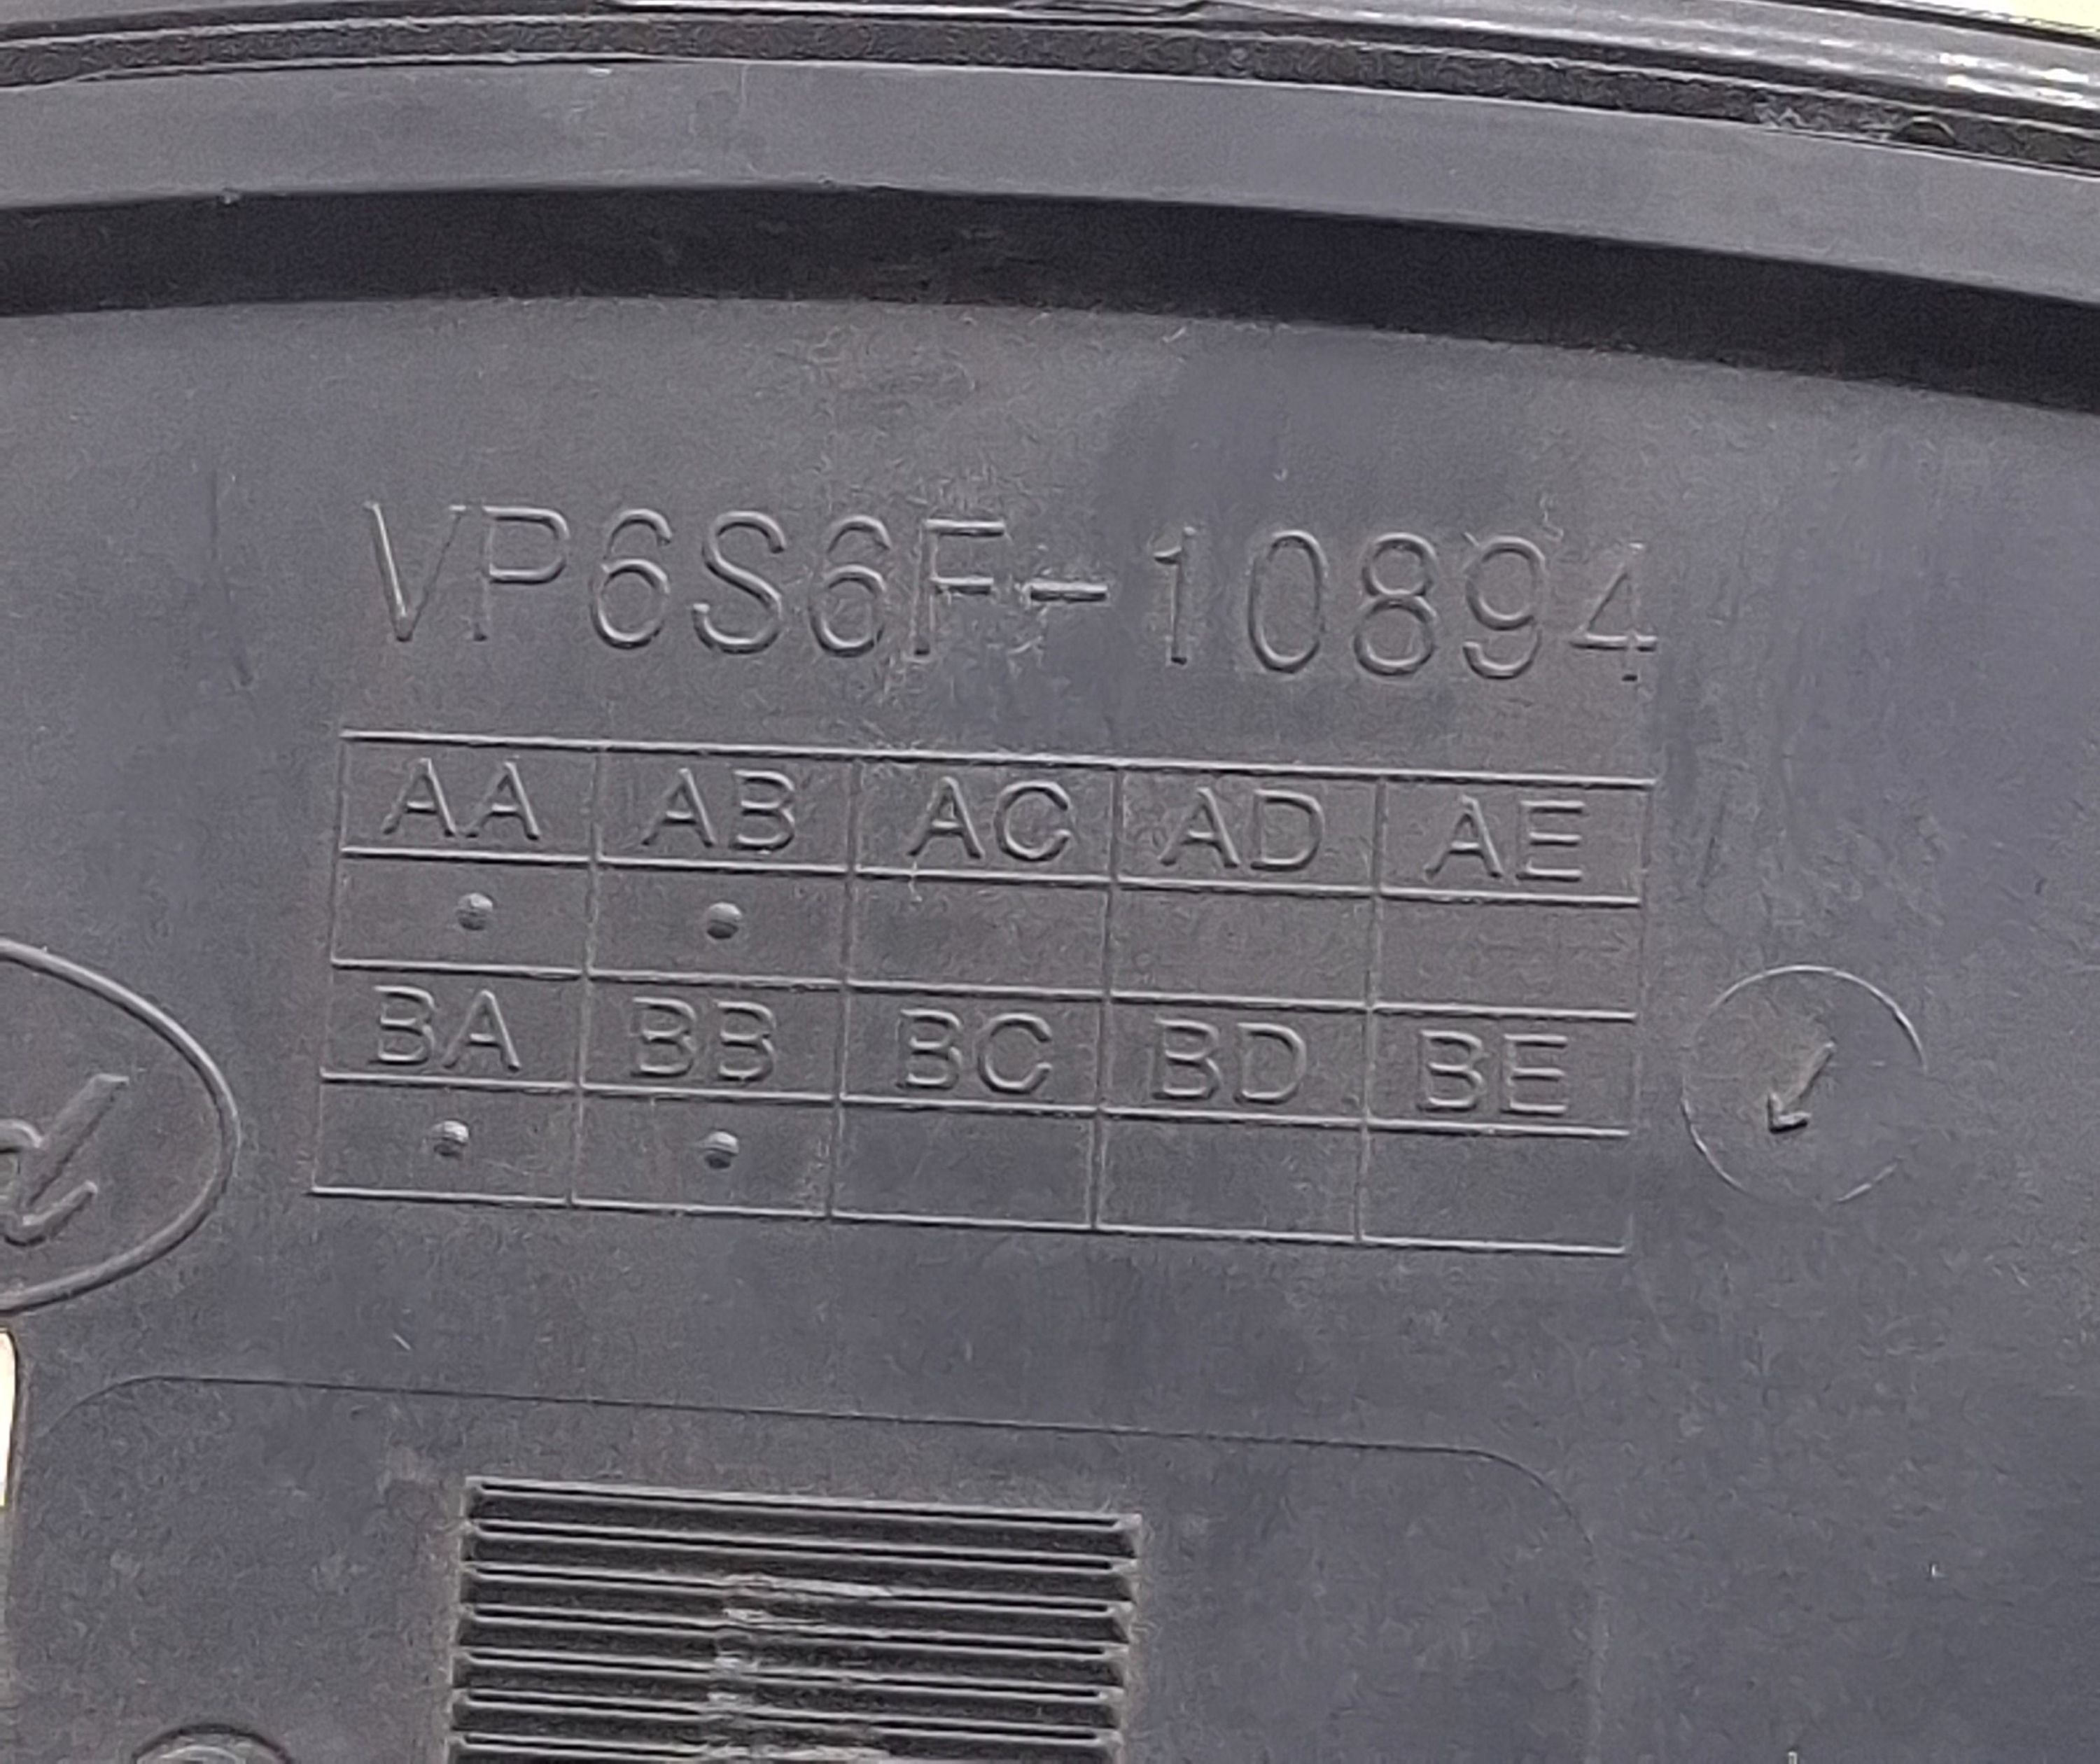 VP6S6F-10894
AA AB AC AD AE
BA BB BC BD BE